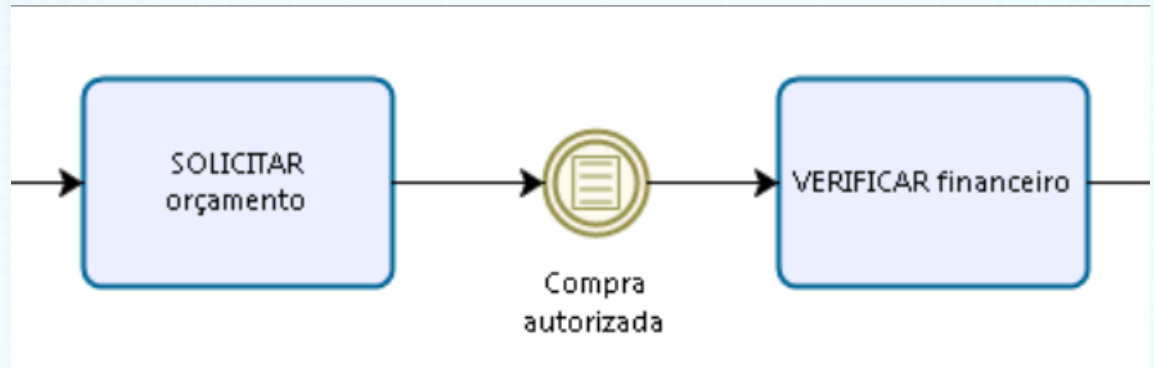 SOLICITAR
orçamento
Compra
autorizada
VERIFICAR financeiro